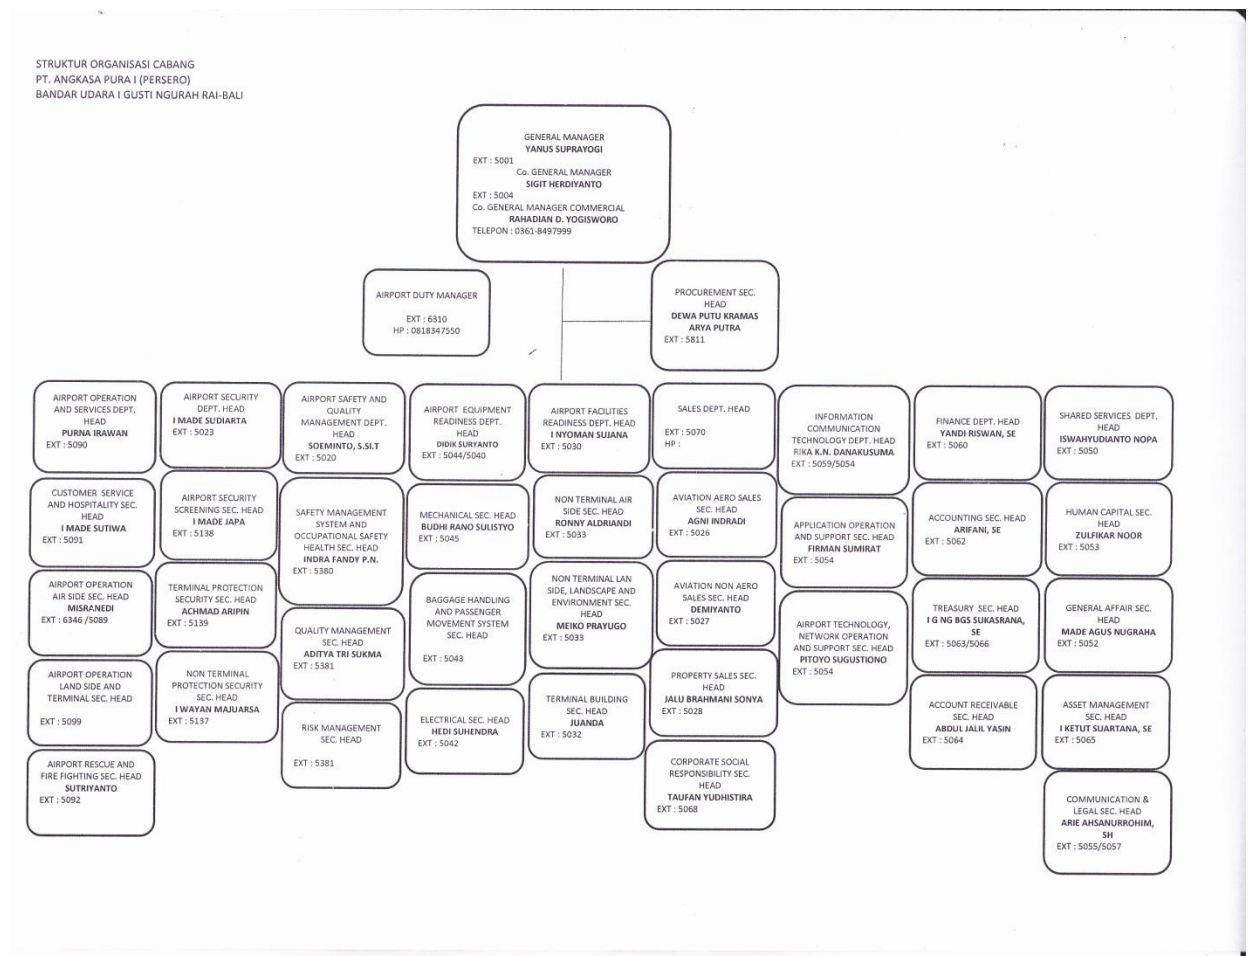 STRUKTUR ORGANISASI CABANG
PT. ANGKASA PURA I (PERSERO)
BANDAR UDARA I GUSTI NGURAH RAI-BALI
GENERAL MANAGER
YANUS SUPRAYOGI
EXT : 5001
Co. GENERAL MANAGER
SIGIT HERDIYANTO
EXT : 5004
Co. GENERAL MANAGER COMMERCIAL
RAHADIAN D. YOGISWORO
TELEPON : 0361-8497999
AIRPORT DUTY MANAGER
EXT : 6310
HP : 0818347550
PROCUREMENT SEC.
HEAD
DEWA PUTU KRAMAS
ARYA PUTRA
EXT : 5811
AIRPORT OPERATION
AND SERVICES DEPT.
HEAD
PURNA IRAWAN
EXT : 5090
CUSTOMER SERVICE
AND HOSPITALITY SEC.
HEAD
I MADE SUTIWA
EXT : 5091
AIRPORT OPERATION
AIR SIDE SEC. HEAD
MISRANEDI
EXT : 6346 /5089
AIRPORT OPERATION
LAND SIDE AND
TERMINAL SEC. HEAD
EXT : 5099
AIRPORT RESCUE AND
FIRE FIGHTING SEC. HEAD
SUTRIYANTO
EXT : 5092
AIRPORT SECURITY
DEPT. HEAD
I MADE SUDIARTA
EXT : 5023
AIRPORT SECURITY
SCREENING SEC. HEAD
I MADE JAPA
EXT : 5138
TERMINAL PROTECTION
SECURITY SEC. HEAD
ACHMAD ARIPIN
EXT : 5139
NON TERMINAL
PROTECTION SECURITY
SEC. HEAD
I WAYAN MAJUARSA
EXT : 5137
AIRPORT SAFETY AND
QUALITY
MANAGEMENT DEPT.
HEAD
SOEMINTO, S.SI.T
EXT : 5020
SAFETY MANAGEMENT
SYSTEM AND
OCCUPATIONAL SAFETY
HEALTH SEC. HEAD
INDRA FANDY P.N.
EXT : 5380
QUALITY MANAGEMENT
SEC. HEAD
ADITYA TRI SUKMA
EXT : 5381
RISK MANAGEMENT
SEC. HEAD
EXT : 5381
AIRPORT EQUIPMENT
READINESS DEPT.
HEAD
DIDIK SURYANTO
EXT : 5044/5040
MECHANICAL SEC. HEAD
BUDHI RANO SULISTYO
EXT : 5045
BAGGAGE HANDLING
AND PASSENGER
MOVEMENT SYSTEM
SEC. HEAD
EXT : 5043
ELECTRICAL SEC. HEAD
HEDI SUHENDRA
EXT : 5042
AIRPORT FACILITIES
READINESS DEPT. HEAD
I NYOMAN SUJANA
EXT : 5030
NON TERMINAL AIR
SIDE SEC. HEAD
RONNY ALDRIANDI
EXT : 5033
NON TERMINAL LAN
SIDE, LANDSCAPE AND
ENVIRONMENT SEC.
HEAD
MEIKO PRAYUGO
EXT : 5033
TERMINAL BUILDING
SEC. HEAD
JUANDA
EXT : 5032
SALES DEPT. HEAD
EXT : 5070
HP :
AVIATION AERO SALES
SEC. HEAD
AGNI INDRADI
EXT : 5026
AVIATION NON AERO
SALES SEC. HEAD
DEMIYANTO
EXT : 5027
PROPERTY SALES SEC.
HEAD
JALU BRAHMANI SONYA
EXT : 5028
CORPORATE SOCIAL
RESPONSIBILITY SEC.
HEAD
TAUFAN YUDHISTIRA
EXT : 5068
INFORMATION
COMMUNICATION
TECHNOLOGY DEPT. HEAD
RIKA K.N. DANAKUSUMA
EXT : 5059/5054
APPLICATION OPERATION
AND SUPPORT SEC. HEAD
FIRMAN SUMIRAT
EXT : 5054
AIRPORT TECHNOLOGY,
NETWORK OPERATION
AND SUPPORT SEC. HEAD
PITOYO SUGUSTIONO
EXT : 5054
FINANCE DEPT. HEAD
YANDI RISWAN, SE
EXT : 5060
ACCOUNTING SEC. HEAD
ARIFANI, SE
EXT : 5062
TREASURY SEC. HEAD
I G NG BGS SUKASRANA,
SE
EXT : 5063/5066
ACCOUNT RECEIVABLE
SEC. HEAD
ABDUL JALIL YASIN
EXT : 5064
SHARED SERVICES DEPT.
HEAD
ISWAHYUDIANTO NOPA
EXT : 5050
HUMAN CAPITAL SEC.
HEAD
ZULFIKAR NOOR
EXT : 5053
GENERAL AFFAIR SEC.
HEAD
MADE AGUS NUGRAHA
EXT : 5052
ASSET MANAGEMENT
SEC. HEAD
I KETUT SUARTANA, SE
EXT : 5065
COMMUNICATION &
LEGAL SEC. HEAD
ARIE AHSANURROHIM,
SH
EXT : 5055/5057